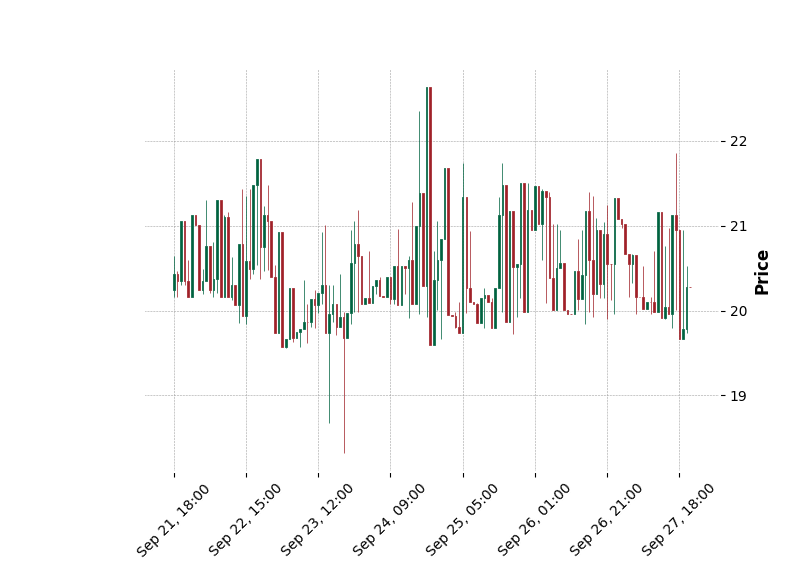 22
21
20
19
Price
Sep 21, 18:00
Sep 22, 15:00
Sep 23, 12:00
Sep 24, 09:00
Sep 25, 05:00
Sep 26, 01:00
Sep 26, 21:00
Sep 27, 18:00